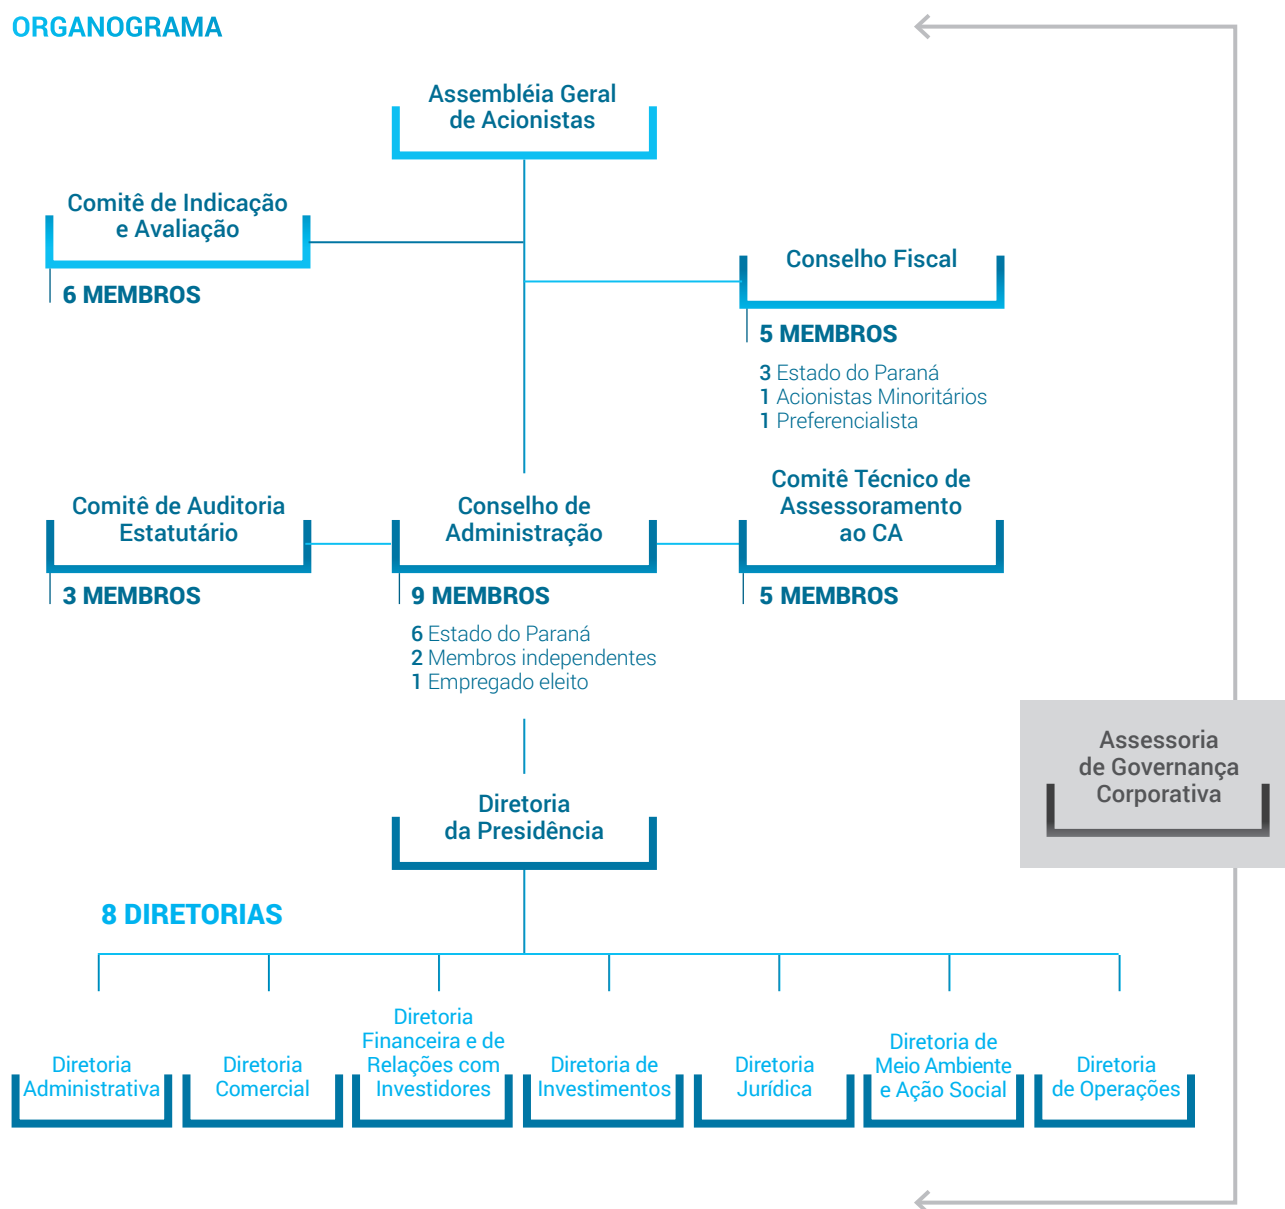 ORGANOGRAMA
Assembléia Geral
de Acionistas
Comitê de Indicação
e Avaliação
6 MEMBROS
Conselho Fiscal
5 MEMBROS
3 Estado do Paraná
1 Acionistas Minoritários
1 Preferencialista
Comitê de Auditoria
Estatutário
3 MEMBROS
Conselho de
Administração
9 MEMBROS
6 Estado do Paraná
2 Membros independentes
1 Empregado eleito
Comitê Técnico de
Assessoramento
ao CA
5 MEMBROS
Assessoria
de Governança
Corporativa
Diretoria
da Presidência
8 DIRETORIAS
Diretoria
Administrativa
Diretoria
Comercial
Diretoria
Financeira e de
Relações com
Investidores
Diretoria de
Investimentos
Diretoria
Jurídica
Diretoria de
Meio Ambiente
e Ação Social
Diretoria
de Operações